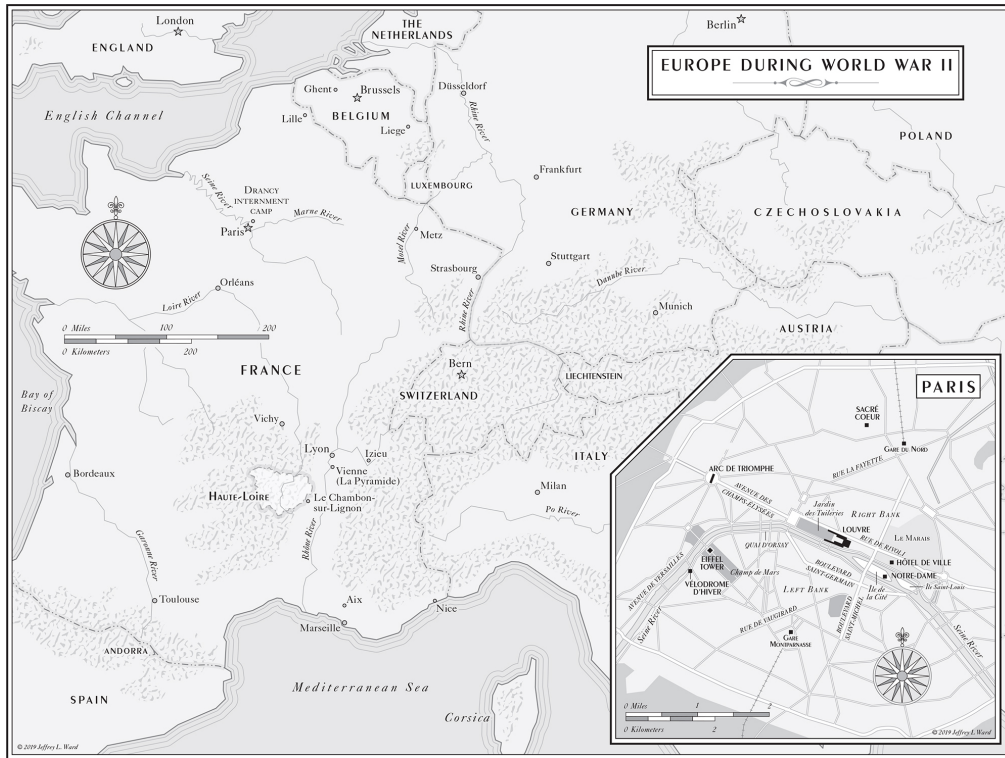 London
ENGLAND
THE
NETHERLANDS
Berlin
EUROPE DURING WORLD WAR II
English Channel
Ghent
Brussels
Düsseldorf
Lille
BELGIUM
Liege
Rhine River
POLAND
LUXEMBOURG
Frankfurt
Seine River
DRANCY
INTERNMENT
CAMP
Marne River
Paris
GERMANY
CZECHOSLOVAKIA
Mosel River
Metz
Strasbourg
Stuttgart
Danube River
Orléans
Loire River
Rhine River
Munich
0 Miles 100 200
0 Kilometers 200
AUSTRIA
FRANCE
Bern
LIECHTENSTEIN
SWITZERLAND
Bay of
Biscay
Vichy
Lyon
Izieu
ITALY
Vienne
(La Pyramide)
Bordeaux
HAUTE-LOIRE
Le Chambon-
sur-Lignon
Milan
Po River
Rhône River
Garonne River
Toulouse
Aix
Nice
Marseille
ANDORRA
SPAIN
Mediterranean Sea
Corsica
© 2019 Jeffrey L. Ward
PARIS
SACRÉ
COEUR
GARE DU NORD
RUE LA FAYETTE
ARC DE TRIOMPHE
AVENUE DES
CHAMPS-ELYSÉES
Jardin
des Tuileries
RIGHT BANK
LOUVRE
RUE DE RIVOLI
LE MARAIS
QUAI D'ORSAY
EIFFEL
TOWER
Champ de Mars
BOULEVARD
SAINT-GERMAIN
HÔTEL DE VILLE
NOTRE-DAME
AVENUE DE VERSAILLES
VÉLODROME
D'HIVER
LEFT BANK
Île de
la Cité
Île Saint-Louis
BOULEVARD
SAINT-MICHEL
Seine River
RUE DE VAUGIRARD
GARE
MONTPARNASSE
Seine River
0 Miles 1 2
0 Kilometers 2
© 2019 Jeffrey L. Ward